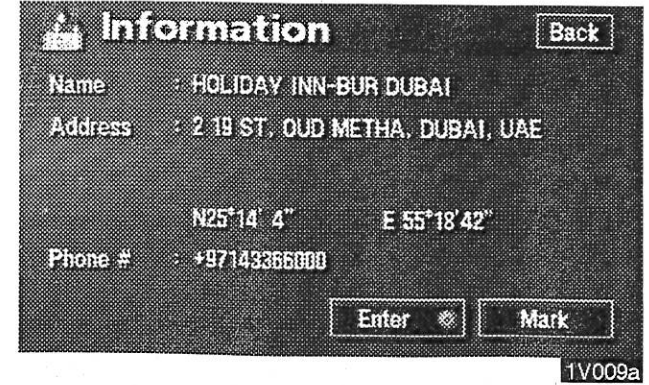 Information Back
Name : HOLIDAY INN-BUR DUBAI
Address : 2 19 ST, OUD METHA, DUBAI, UAE
N25°14' 4" E 55°18'42"
Phone # : +97143366000
Enter Mark
1V009a